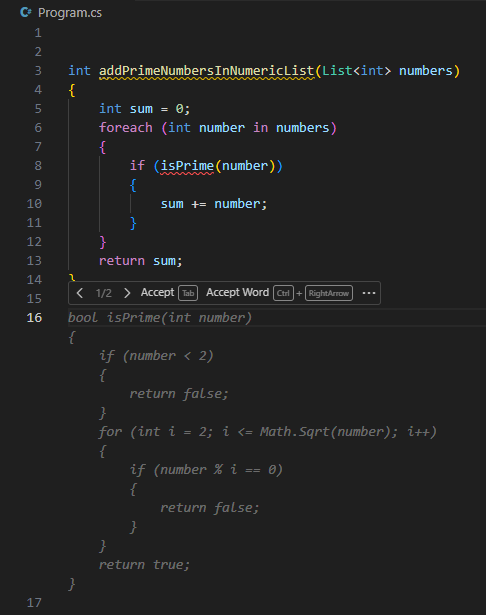 C# Program.cs
1
2
3 int addPrimeNumbersInNumericList(List<int> numbers)
4 {
5 int sum = 0;
6 foreach (int number in numbers)
7 {
8 if (isPrime(number))
9 {
10 sum += number;
11 }
12 }
13 return sum;
14 }
15 < 1/2 > Accept Tab Accept Word Ctrl + RightArrow ···
16 bool isPrime(int number)
{
if (number < 2)
{
return false;
}
for (int i = 2; i <= Math.Sqrt(number); i++)
{
if (number % i == 0)
{
return false;
}
}
return true;
}
17